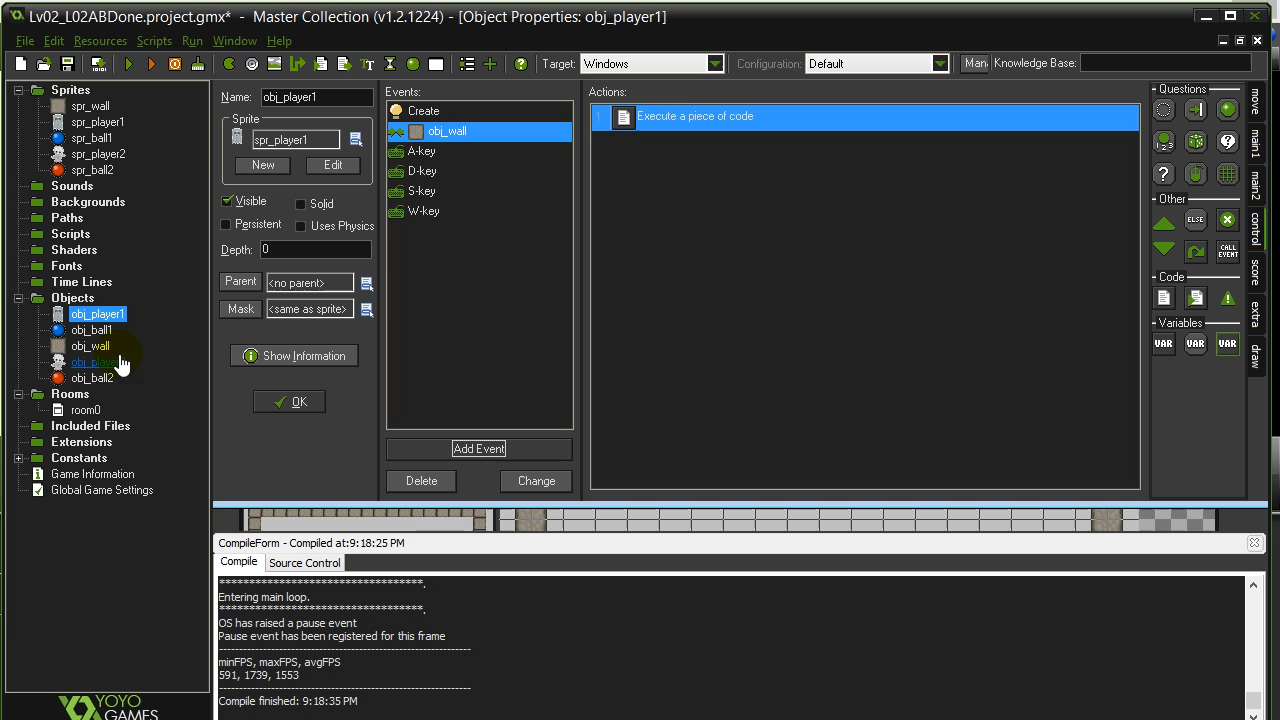 Lv02_L02ABDone.project.gmx* - Master Collection (v1.2.1224) - [Object Properties: obj_player1]
File Edit Resources Scripts Run Window Help
Target: Windows Configuration: Default Man Knowledge Base:
Sprites
spr_wall
spr_player1
spr_ball1
spr_player2
spr_ball2
Sounds
Backgrounds
Paths
Scripts
Shaders
Fonts
Time Lines
Objects
obj_player1
obj_ball1
obj_wall
obj_ball2
Rooms
room0
Included Files
Extensions
Constants
Game Information
Global Game Settings
YOYO
GAMES
Name: obj_player1
Sprite
spr_player1
New Edit
Visible Solid
Persistent Uses Physics
Depth: 0
Parent <no parent>
Mask <same as sprite>
Show Information
OK
Events:
Create
obj_wall
A-key
D-key
S-key
W-key
Add Event
Delete Change
Actions:
1 Execute a piece of code
Questions
Other
ELSE
CALL EVENT
Code
Variables
VAR VAR VAR
move
main1
main2
control
score
extra
draw
CompileForm - Compiled at:9:18:25 PM
Compile Source Control
***********************************.
Entering main loop.
***********************************.
OS has raised a pause event
Pause event has been registered for this frame
---------------------------------------------------------------
minFPS, maxFPS, avgFPS
591, 1739, 1553
---------------------------------------------------------------
Compile finished: 9:18:35 PM